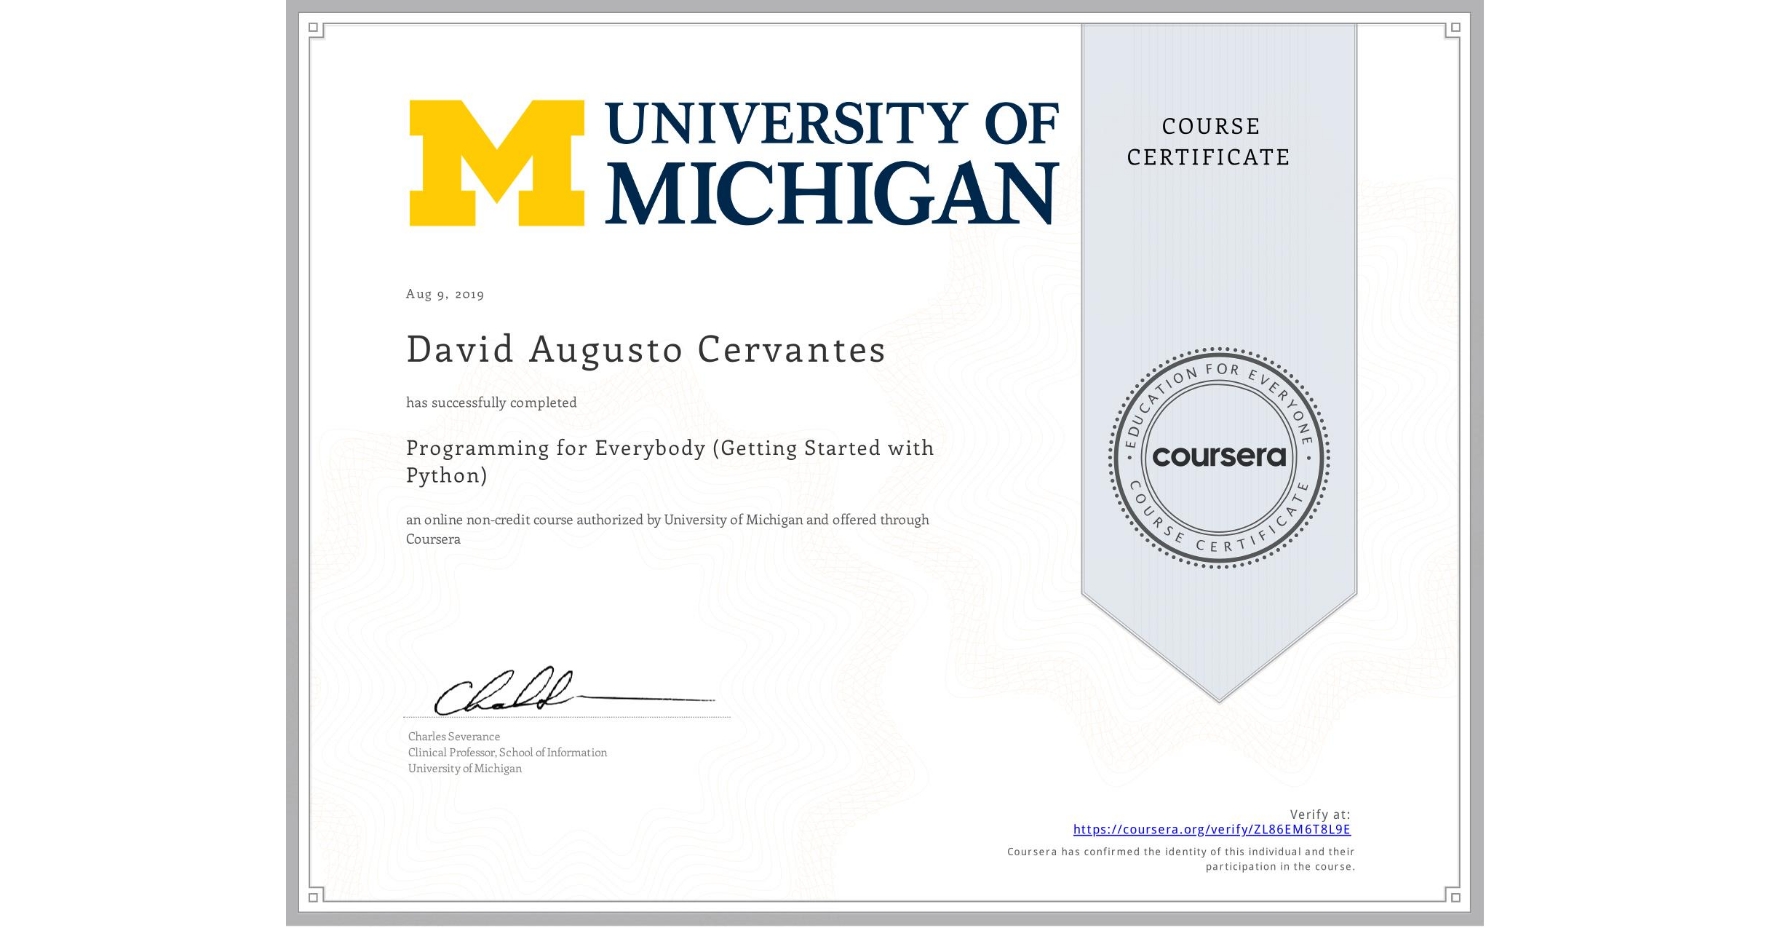 UNIVERSITY OF
MICHIGAN
COURSE
CERTIFICATE
Aug 9, 2019
David Augusto Cervantes
has successfully completed
Programming for Everybody (Getting Started with
Python)
an online non-credit course authorized by University of Michigan and offered through
Coursera
EDUCATION FOR EVERYONE
coursera
COURSE CERTIFICATE
Charles Severance
Clinical Professor, School of Information
University of Michigan
Verify at:
https://coursera.org/verify/ZL86EM6T8L9E
Coursera has confirmed the identity of this individual and their
participation in the course.